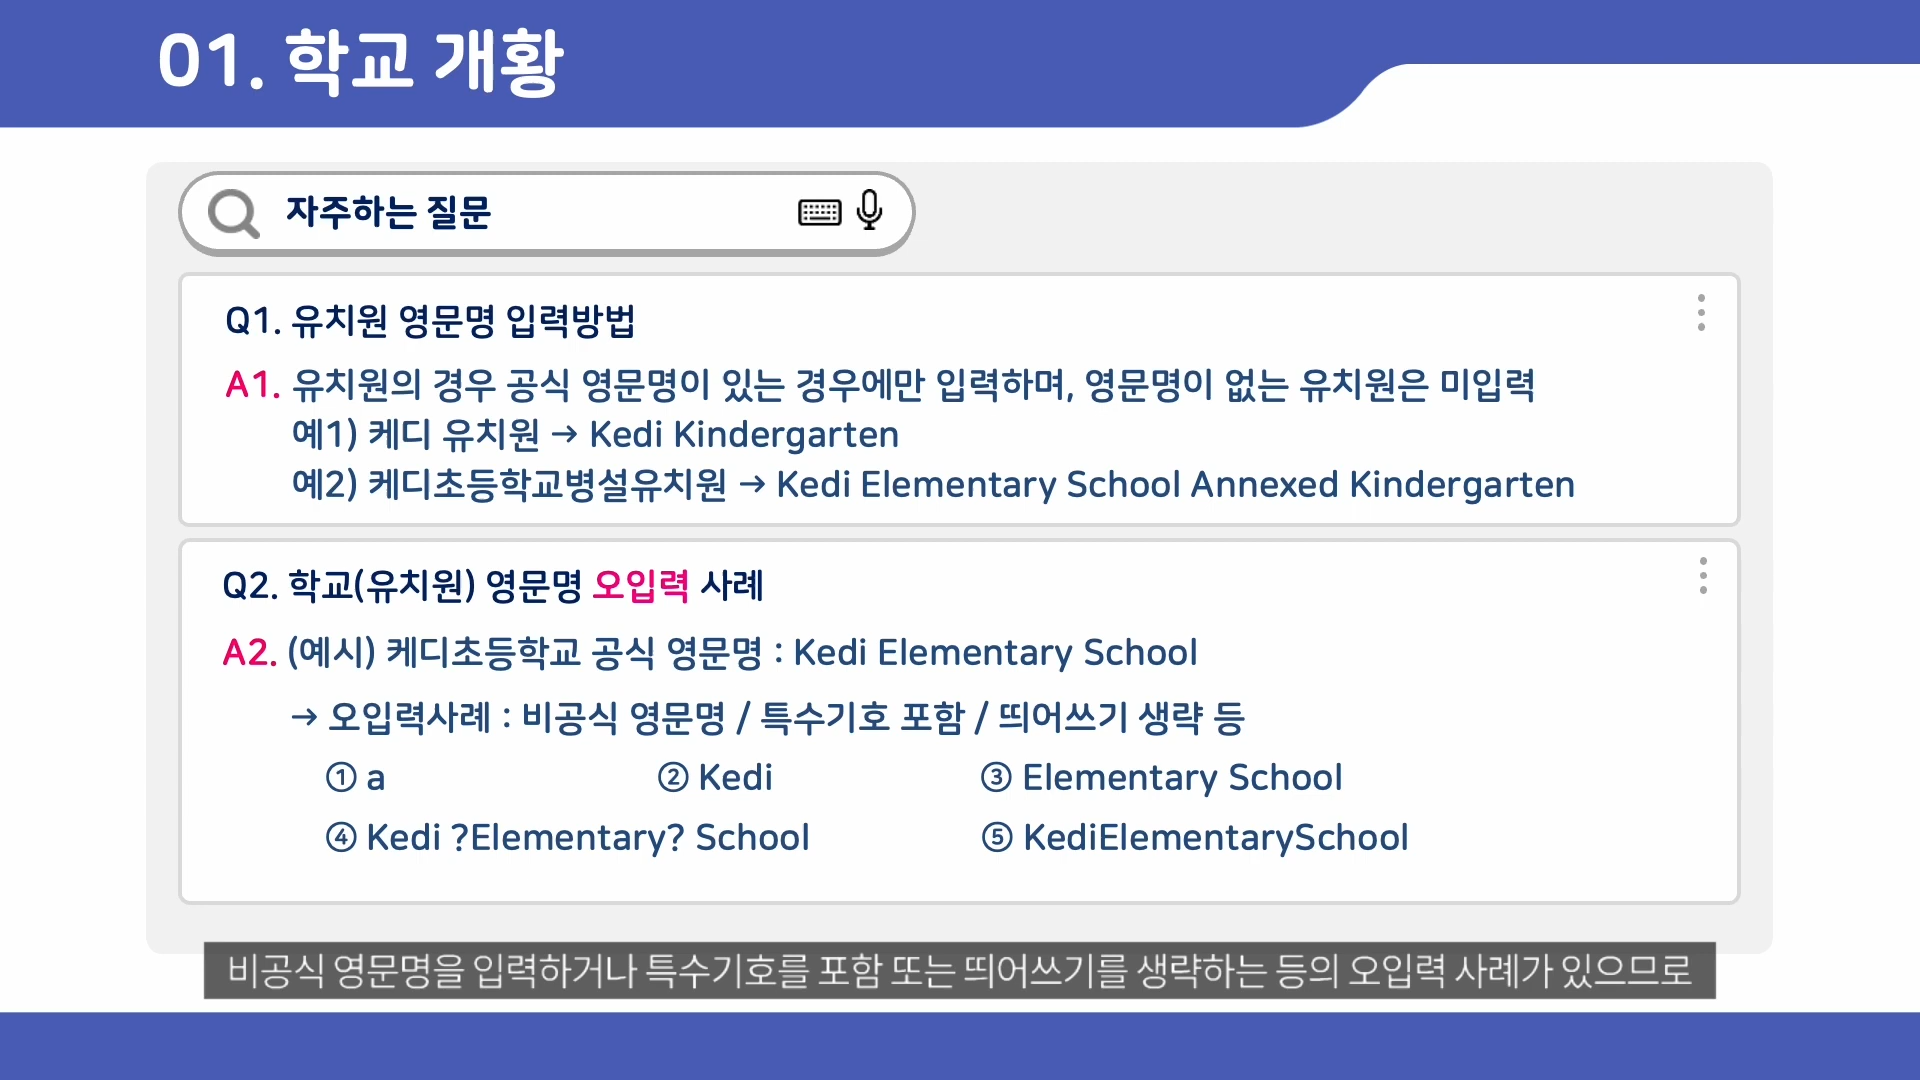 01. 학교 개황
자주하는 질문
Q1. 유치원 영문명 입력방법
A1. 유치원의 경우 공식 영문명이 있는 경우에만 입력하며, 영문명이 없는 유치원은 미입력
예1) 케디 유치원 → Kedi Kindergarten
예2) 케디초등학교병설유치원 → Kedi Elementary School Annexed Kindergarten
Q2. 학교(유치원) 영문명 오입력 사례
A2. (예시) 케디초등학교 공식 영문명 : Kedi Elementary School
→ 오입력사례 : 비공식 영문명 / 특수기호 포함 / 띄어쓰기 생략 등
① a ② Kedi ③ Elementary School
④ Kedi ?Elementary? School ⑤ KediElementarySchool
비공식 영문명을 입력하거나 특수기호를 포함 또는 띄어쓰기를 생략하는 등의 오입력 사례가 있으므로